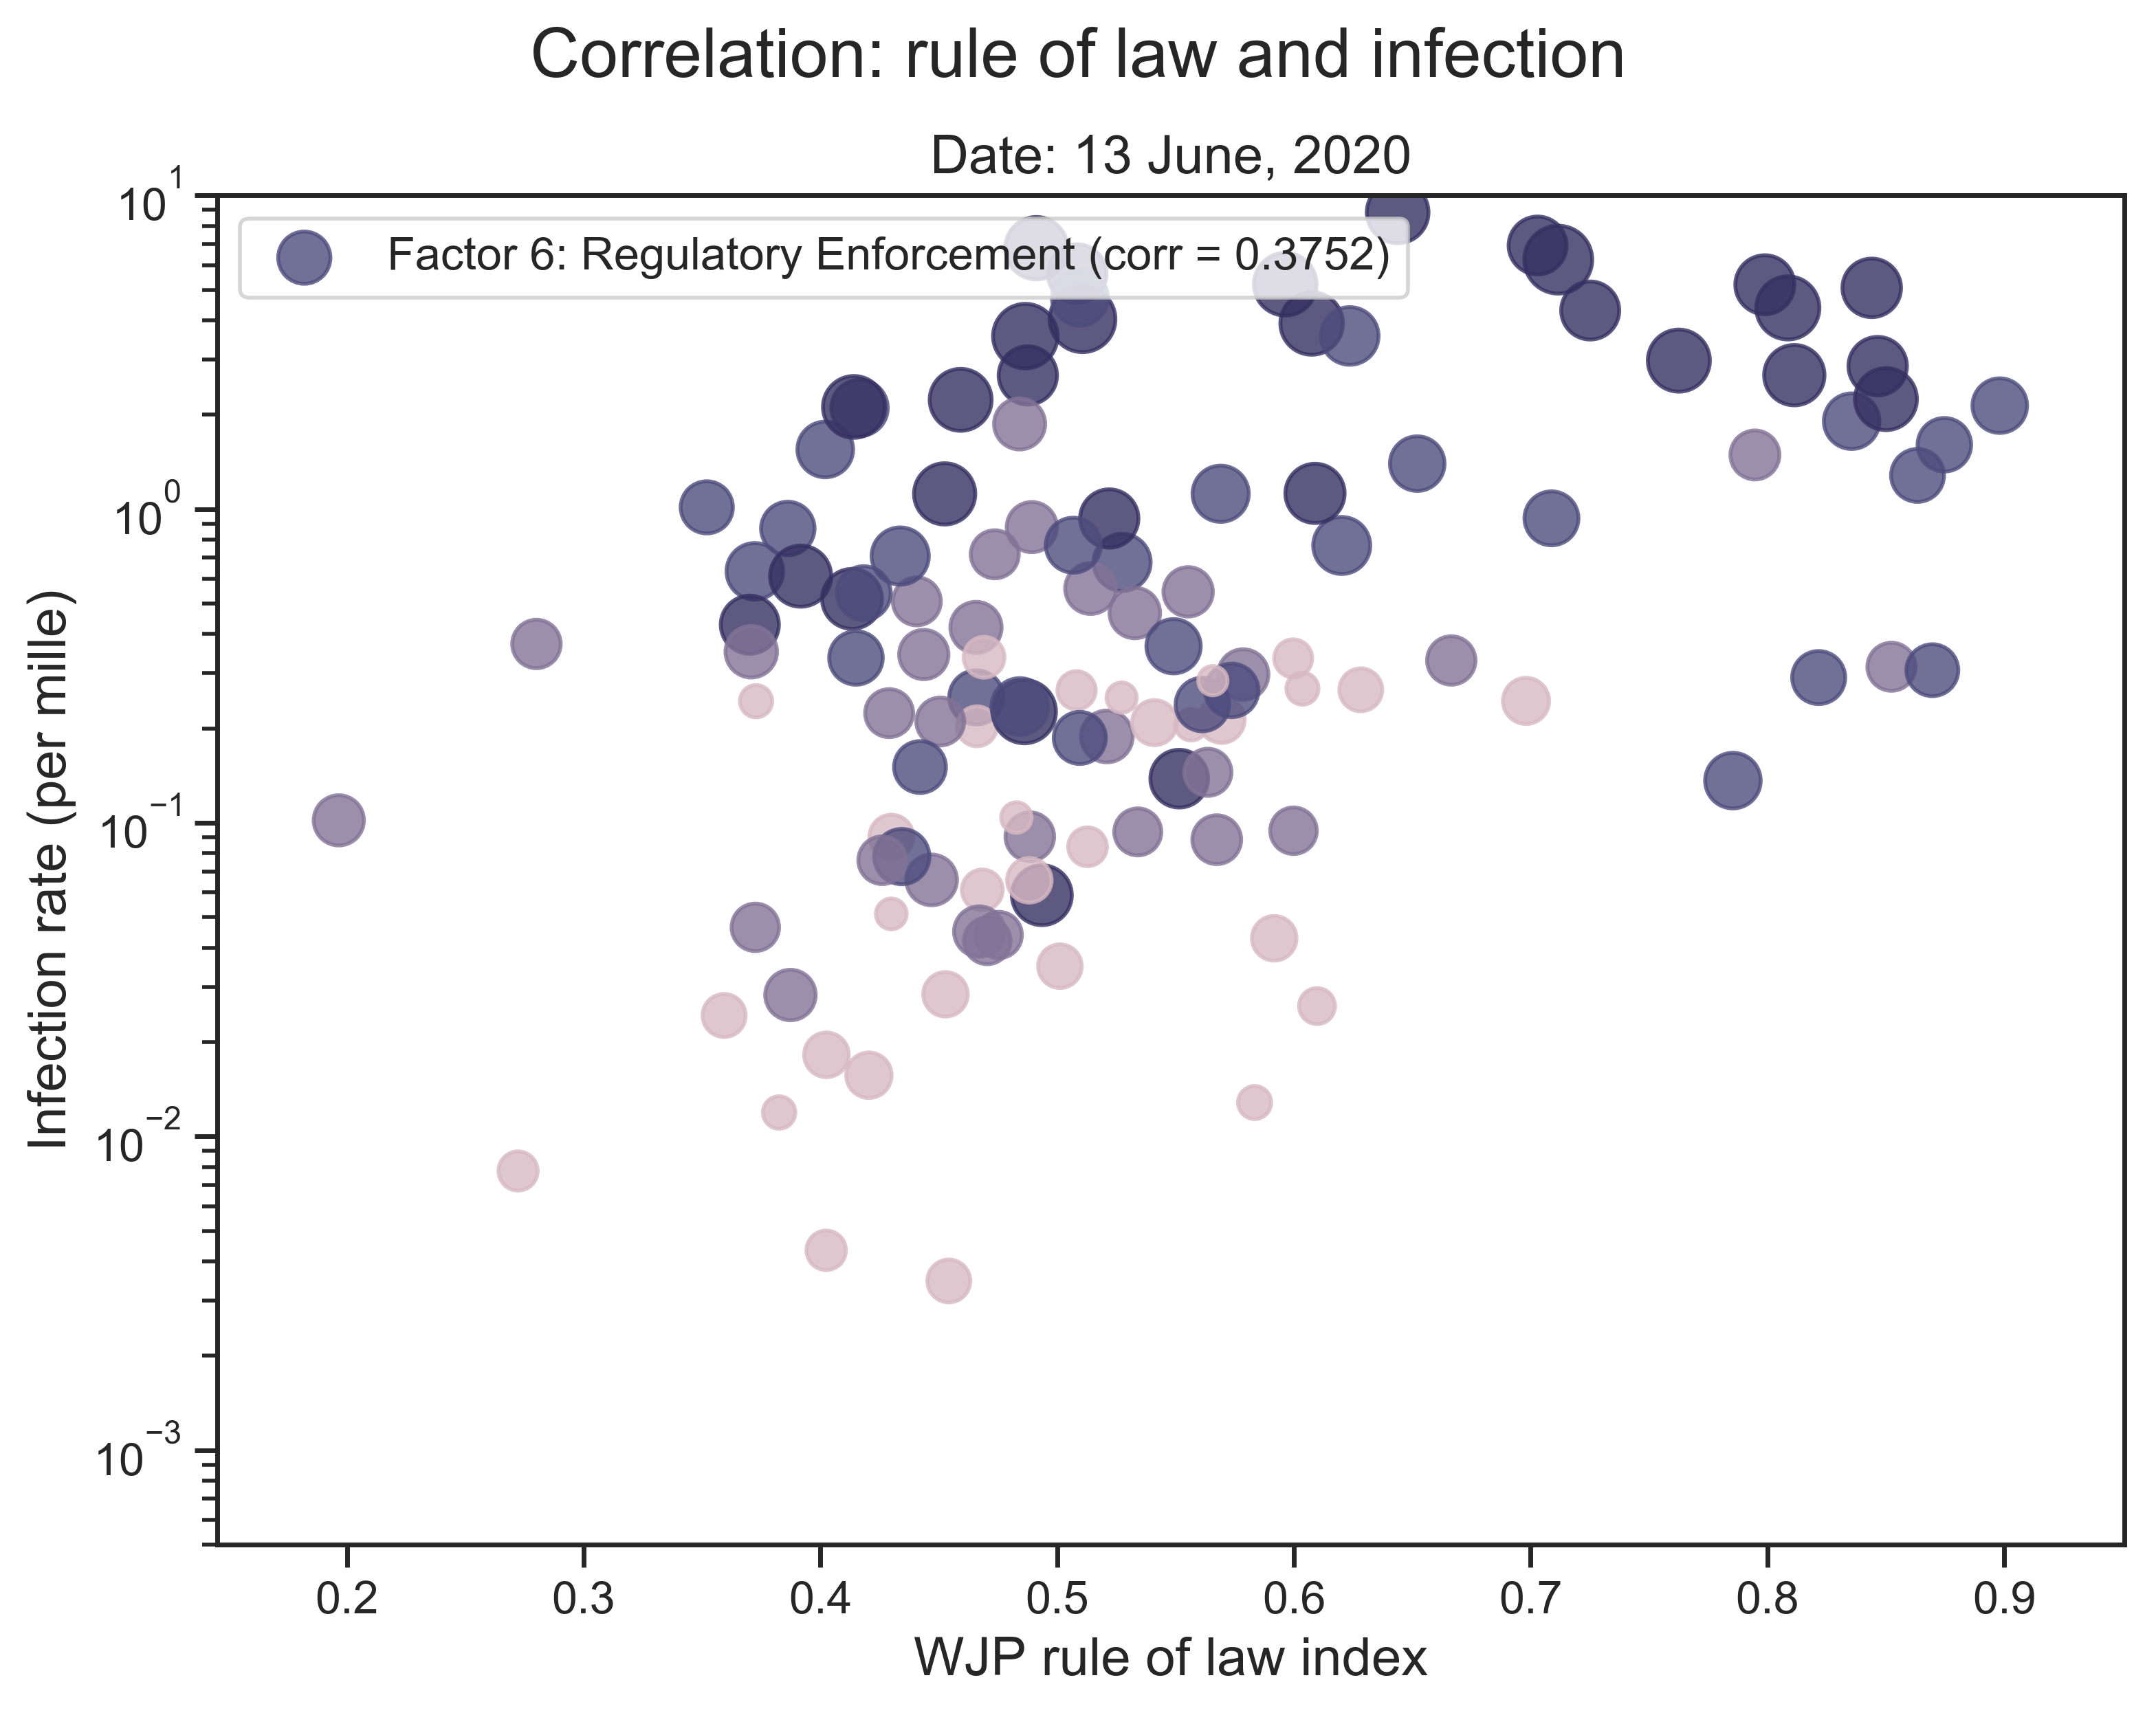 Correlation: rule of law and infection
Date: 13 June, 2020
Factor 6: Regulatory Enforcement (corr = 0.3752)
Infection rate (per mille)
10^1
10^0
10^−1
10^−2
10^−3
0.2 0.3 0.4 0.5 0.6 0.7 0.8 0.9
WJP rule of law index